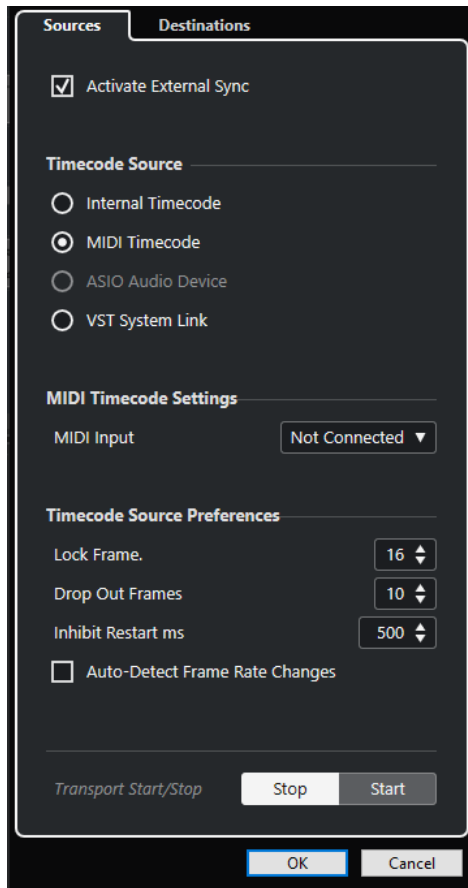 Sources Destinations
Activate External Sync
Timecode Source
Internal Timecode
MIDI Timecode
ASIO Audio Device
VST System Link
MIDI Timecode Settings
MIDI Input Not Connected
Timecode Source Preferences
Lock Frame. 16
Drop Out Frames 10
Inhibit Restart ms 500
Auto-Detect Frame Rate Changes
Transport Start/Stop Stop Start
OK Cancel